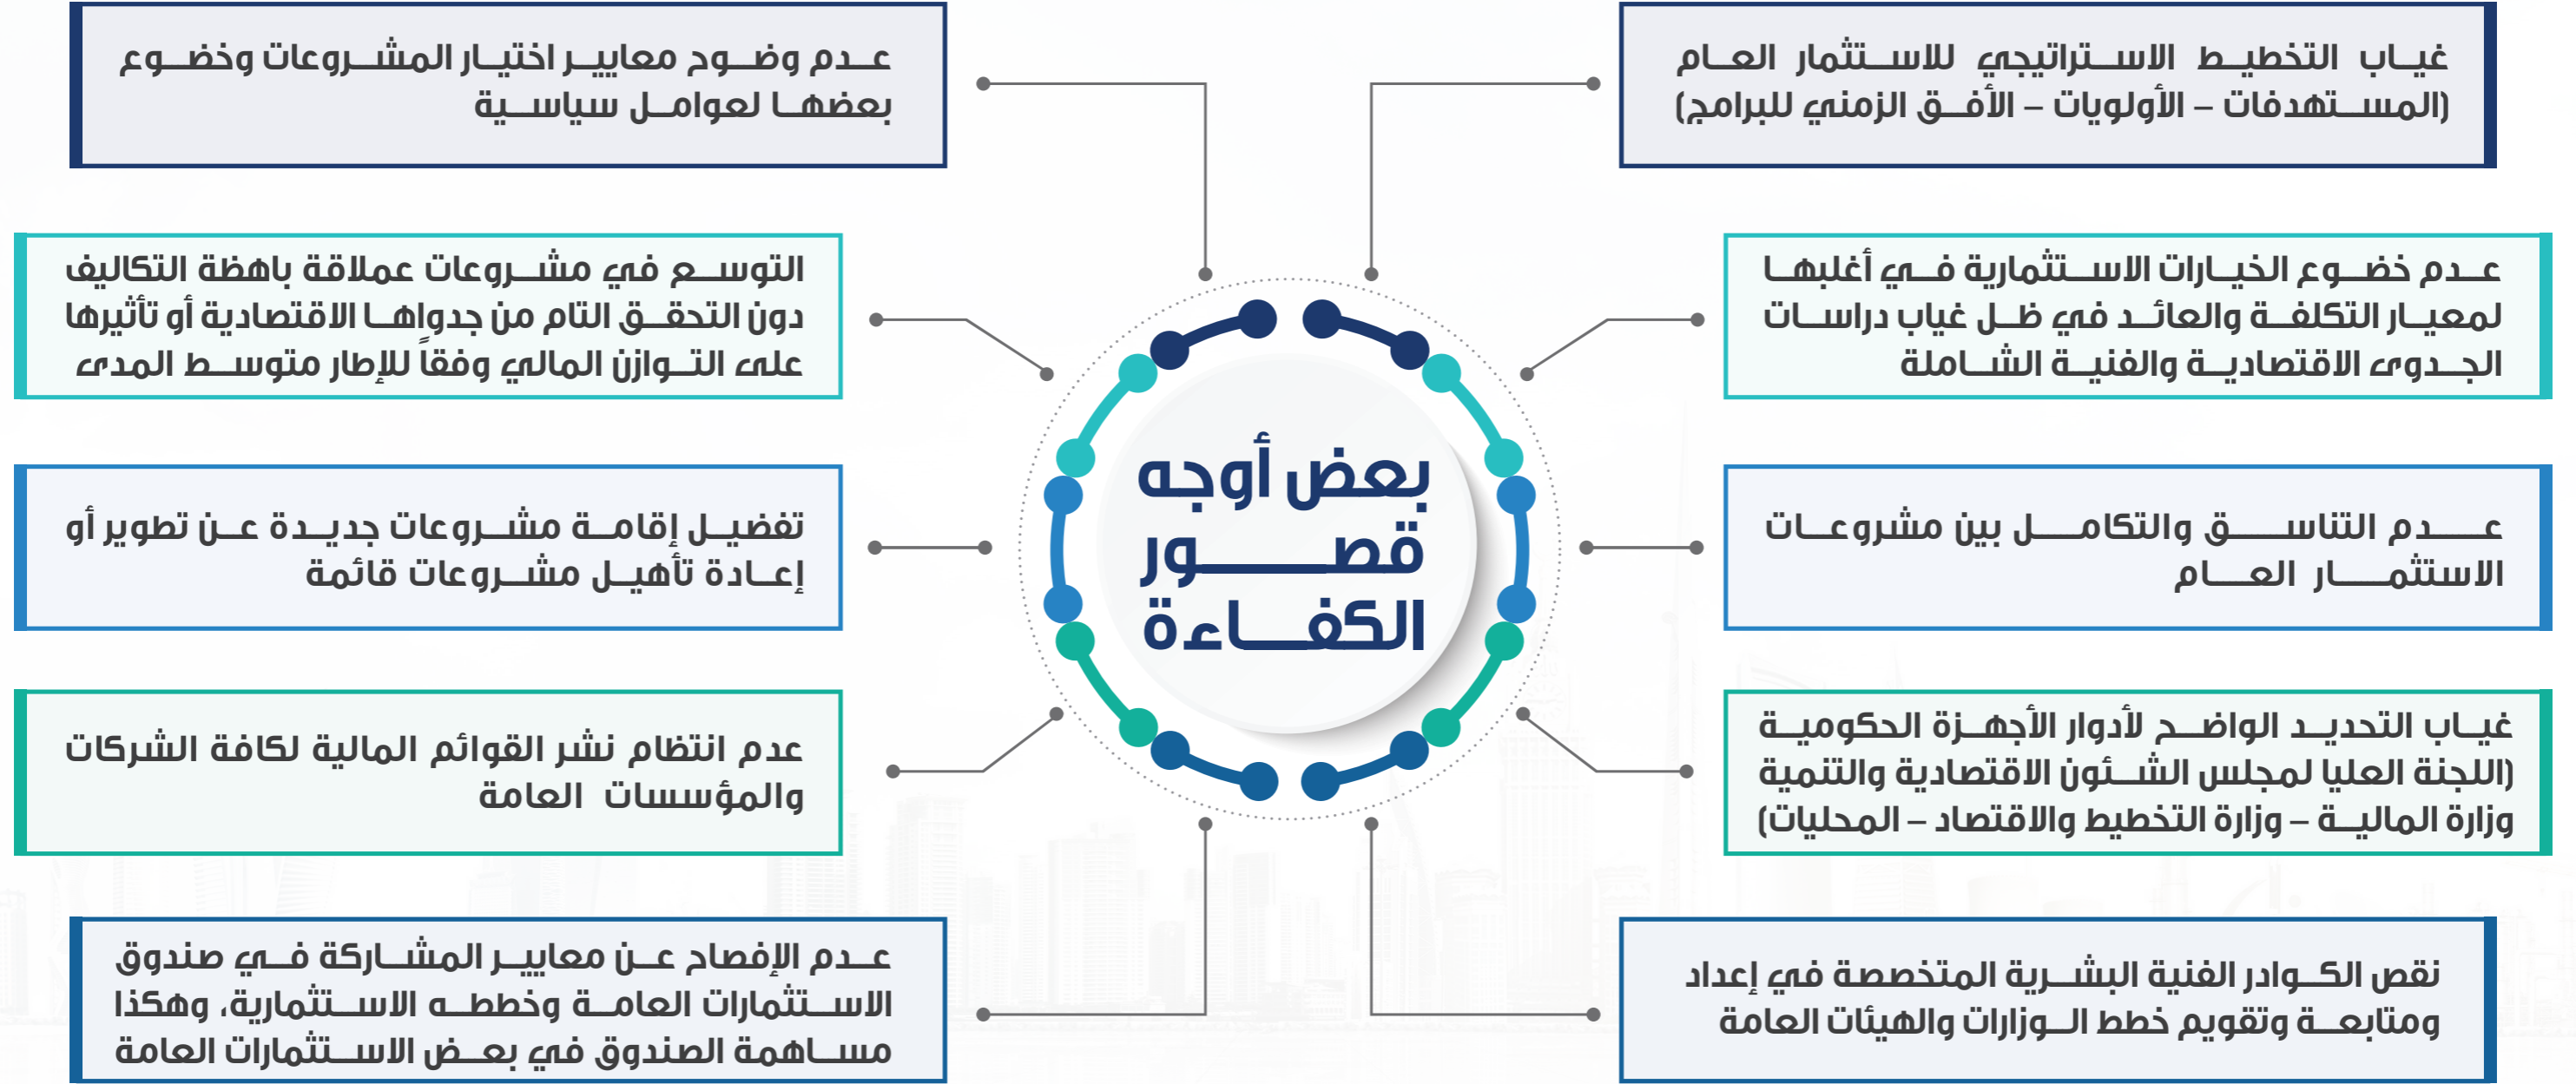 بعض أوجه
قصور
الكفاءة
غياب التخطيط الاستراتيجي للاستثمار العام
(المستهدفات – الأولويات – الأفق الزمني للبرامج)
عدم خضوع الخيارات الاستثمارية في أغلبها
لمعيار التكلفة والعائد في ظل غياب دراسات
الجدوى الاقتصادية والفنية الشاملة
عدم التناسق والتكامل بين مشروعات
الاستثمار العام
غياب التحديد الواضح لأدوار الأجهزة الحكومية
(اللجنة العليا لمجلس الشئون الاقتصادية والتنمية
وزارة المالية – وزارة التخطيط والاقتصاد – المحليات)
نقص الكوادر الفنية البشرية المتخصصة في إعداد
ومتابعة وتقويم خطط الوزارات والهيئات العامة
عدم وضوح معايير اختيار المشروعات وخضوع
بعضها لعوامل سياسية
التوسع في مشروعات عملاقة باهظة التكاليف
دون التحقق التام من جدواها الاقتصادية أو تأثيرها
على التوازن المالي وفقاً للإطار متوسط المدى
تفضيل إقامة مشروعات جديدة عن تطوير أو
إعادة تأهيل مشروعات قائمة
عدم انتظام نشر القوائم المالية لكافة الشركات
والمؤسسات العامة
عدم الإفصاح عن معايير المشاركة في صندوق
الاستثمارات العامة وخططه الاستثمارية، وهكذا
مساهمة الصندوق في بعض الاستثمارات العامة